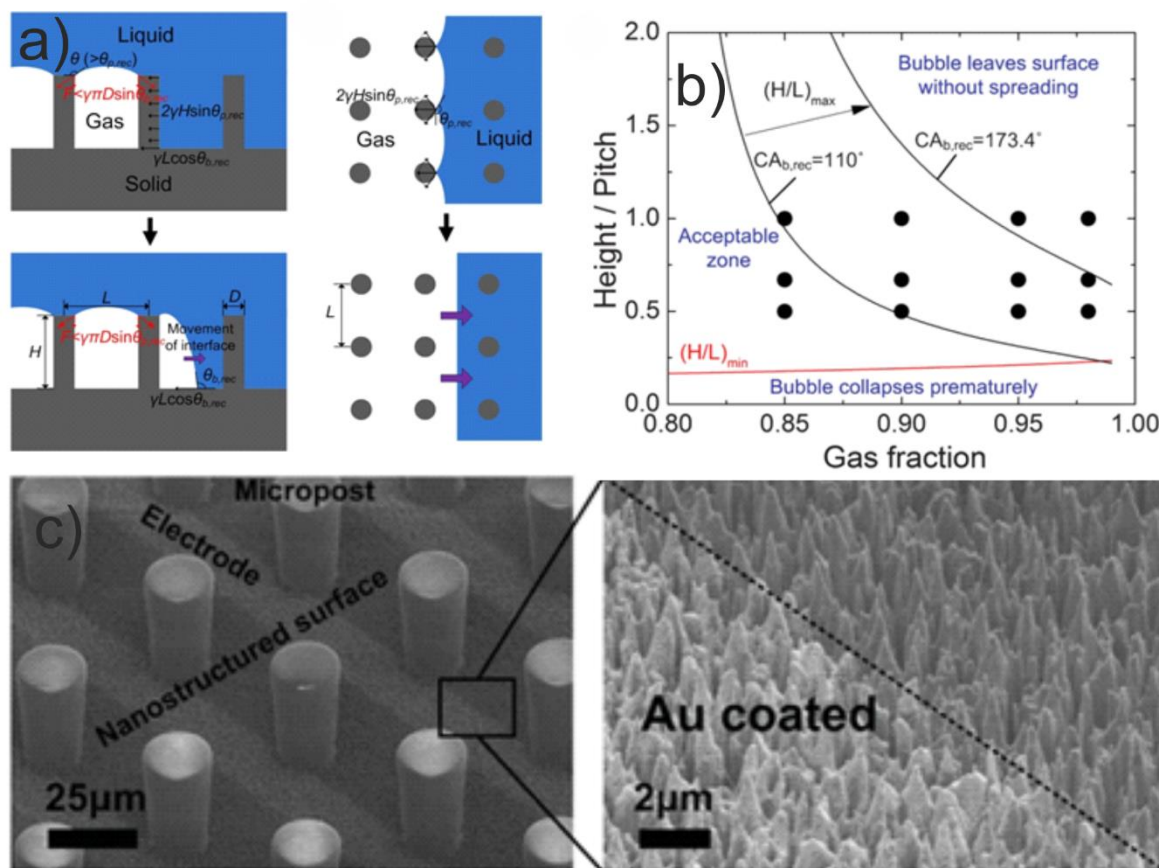 a)
Liquid
θ (>θp,rec)
F<γπDsinθp,rec
2γHsinθp,rec
Gas
γLcosθb,rec
Solid
2γHsinθp,rec
θp,rec
Gas
Liquid
L
D
F<γπDsinθp,rec
Movement
of interface
H
θb,rec
γLcosθb,rec
L
b)
2.0
1.5
1.0
0.5
0.0
Height / Pitch
Bubble leaves surface
without spreading
(H/L)max
CAb,rec=173.4°
CAb,rec=110°
Acceptable
zone
(H/L)min
Bubble collapses prematurely
0.80
0.85
0.90
0.95
1.00
Gas fraction
c)
Micropost
Electrode
Nanostructured surface
25μm
Au coated
2μm